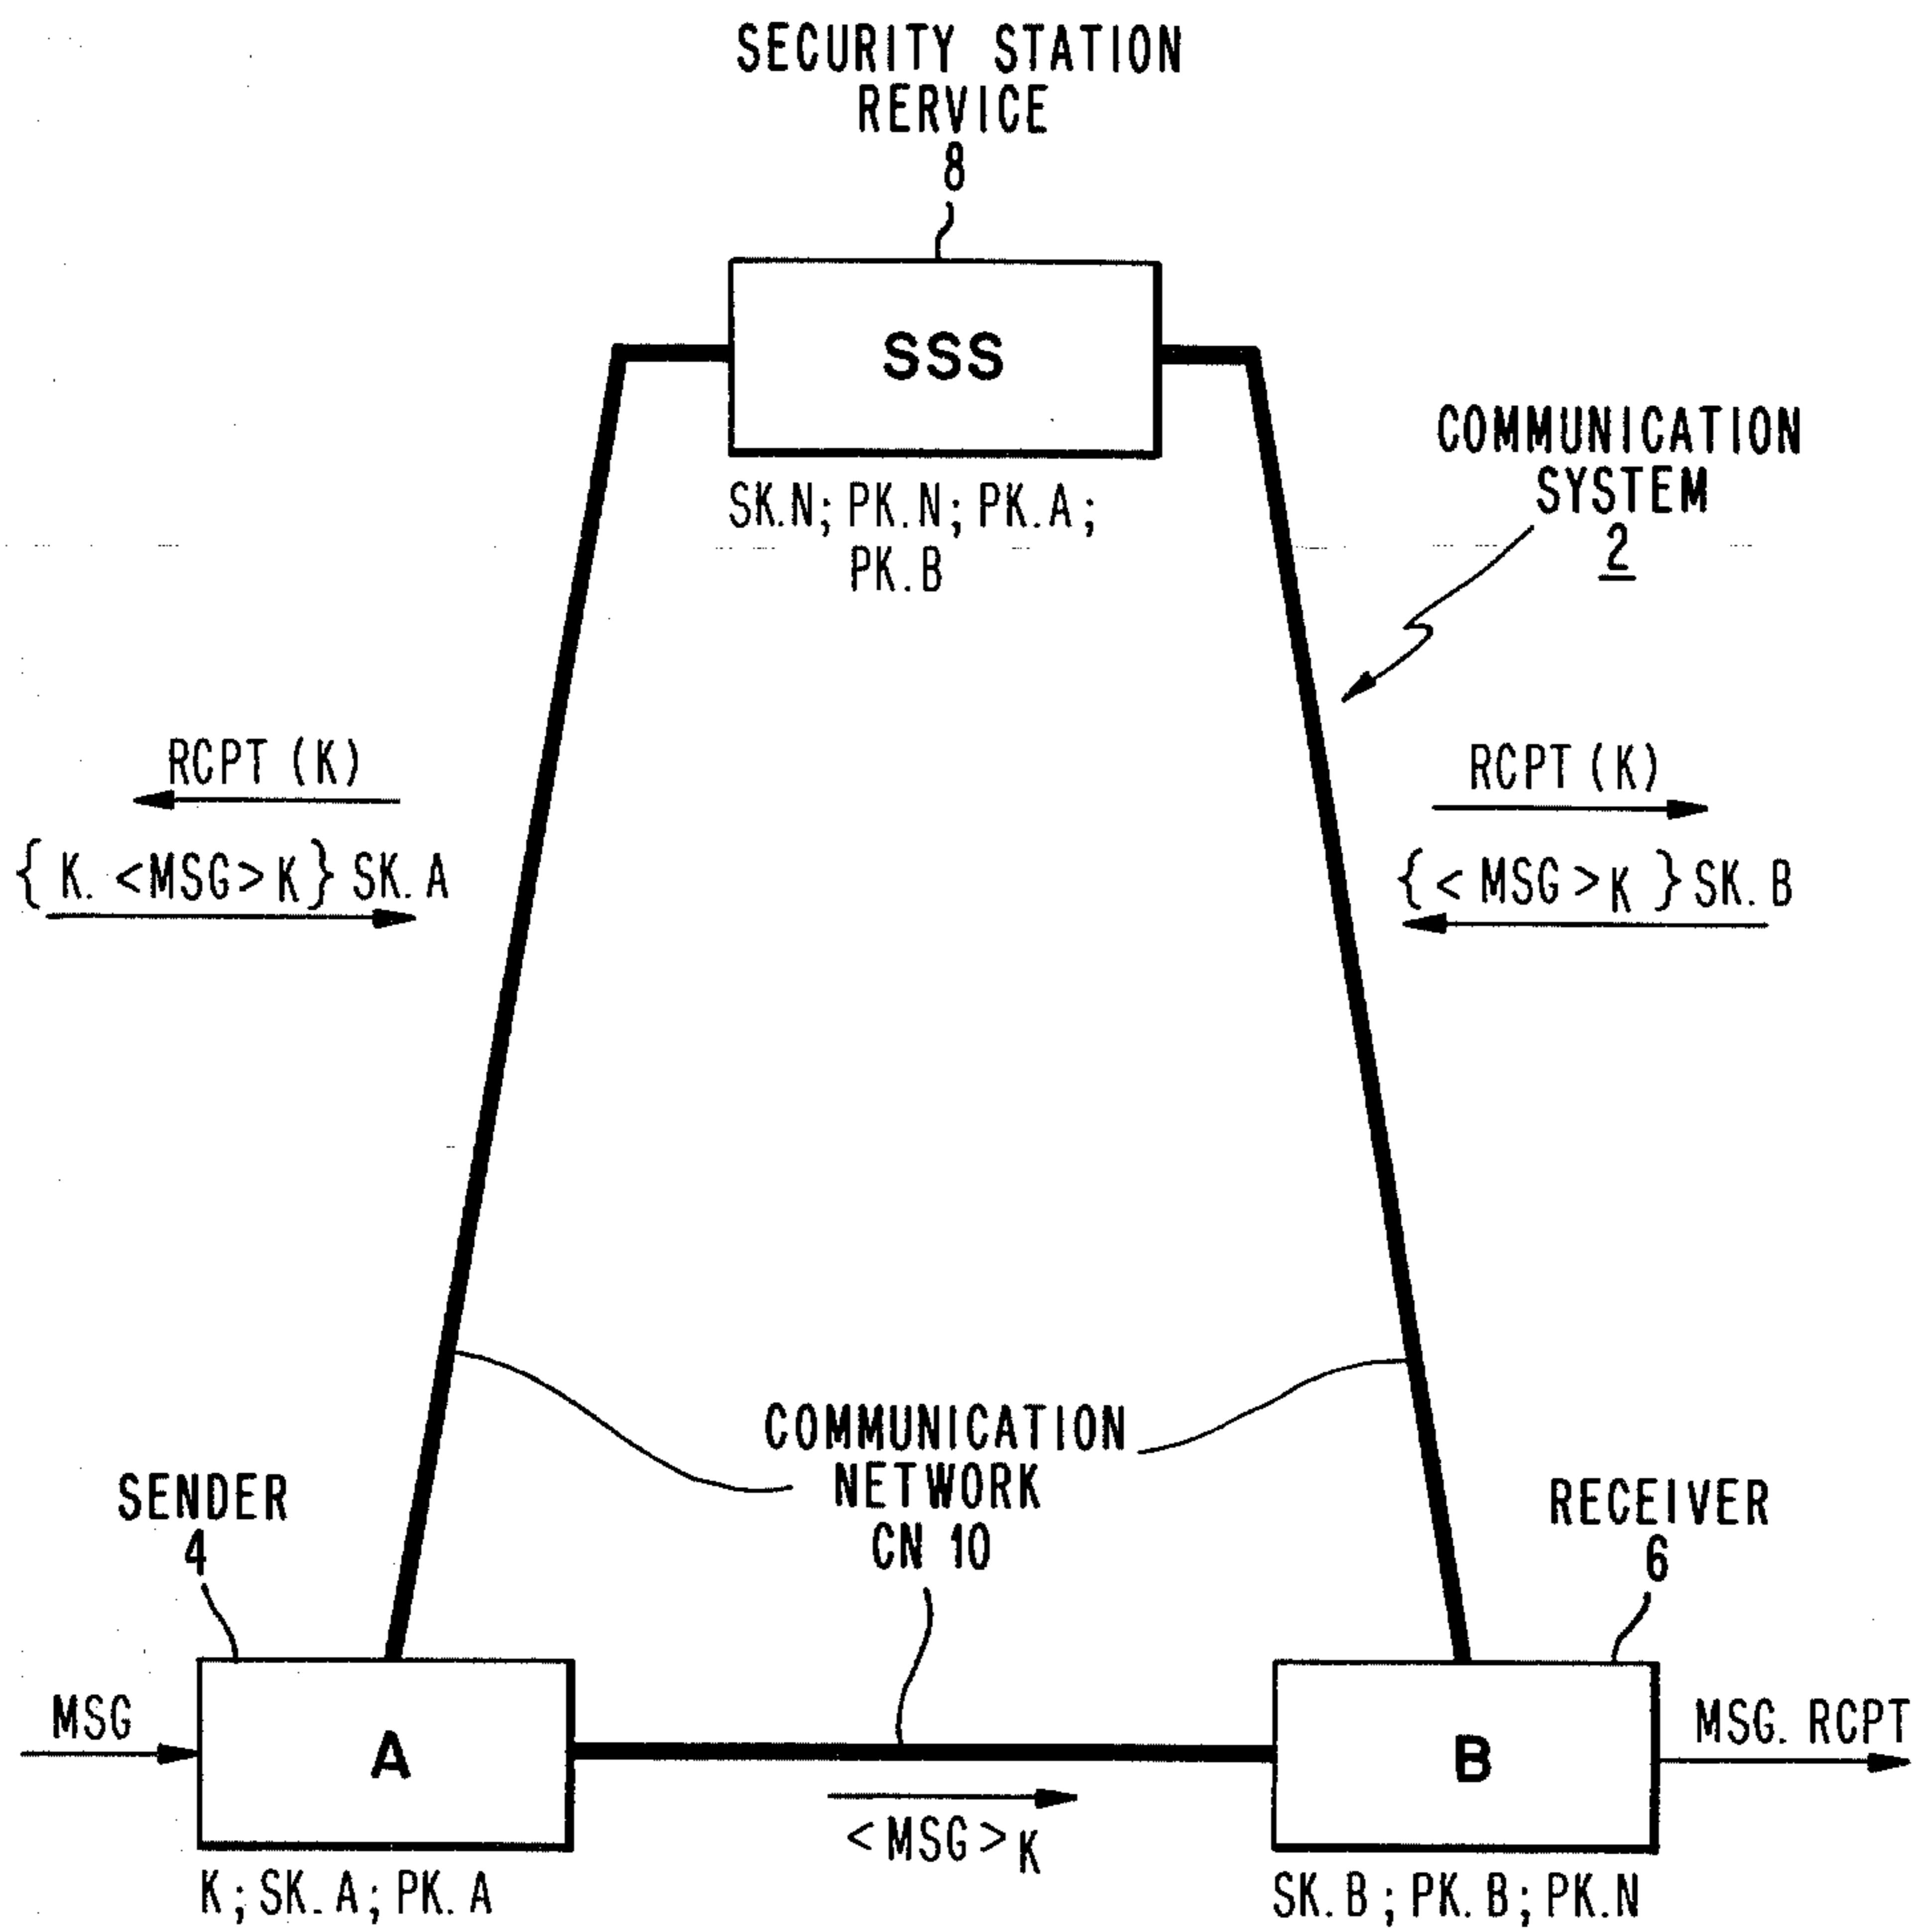 SECURITY STATION
RERVICE
8
SSS
SK.N; PK.N; PK.A;
PK.B
COMMUNICATION
SYSTEM
2
RCPT (K)
{K. <MSG>K} SK.A
RCPT (K)
{<MSG>K} SK.B
COMMUNICATION
NETWORK
CN 10
SENDER
4
RECEIVER
6
MSG
A
<MSG>K
B
MSG. RCPT
K; SK.A; PK.A
SK.B; PK.B; PK.N